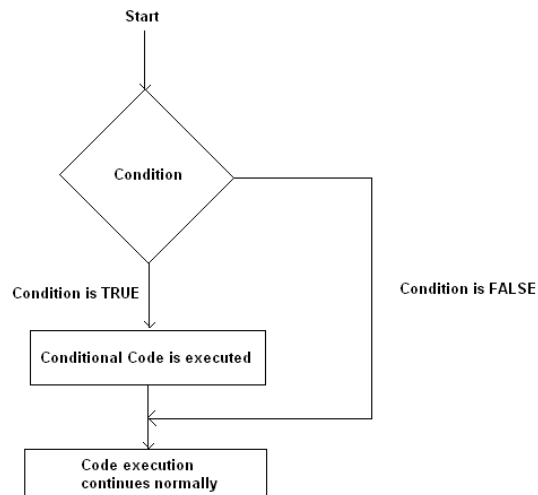 Start
Condition
Condition is TRUE
Condition is FALSE
Conditional Code is executed
Code execution
continues normally